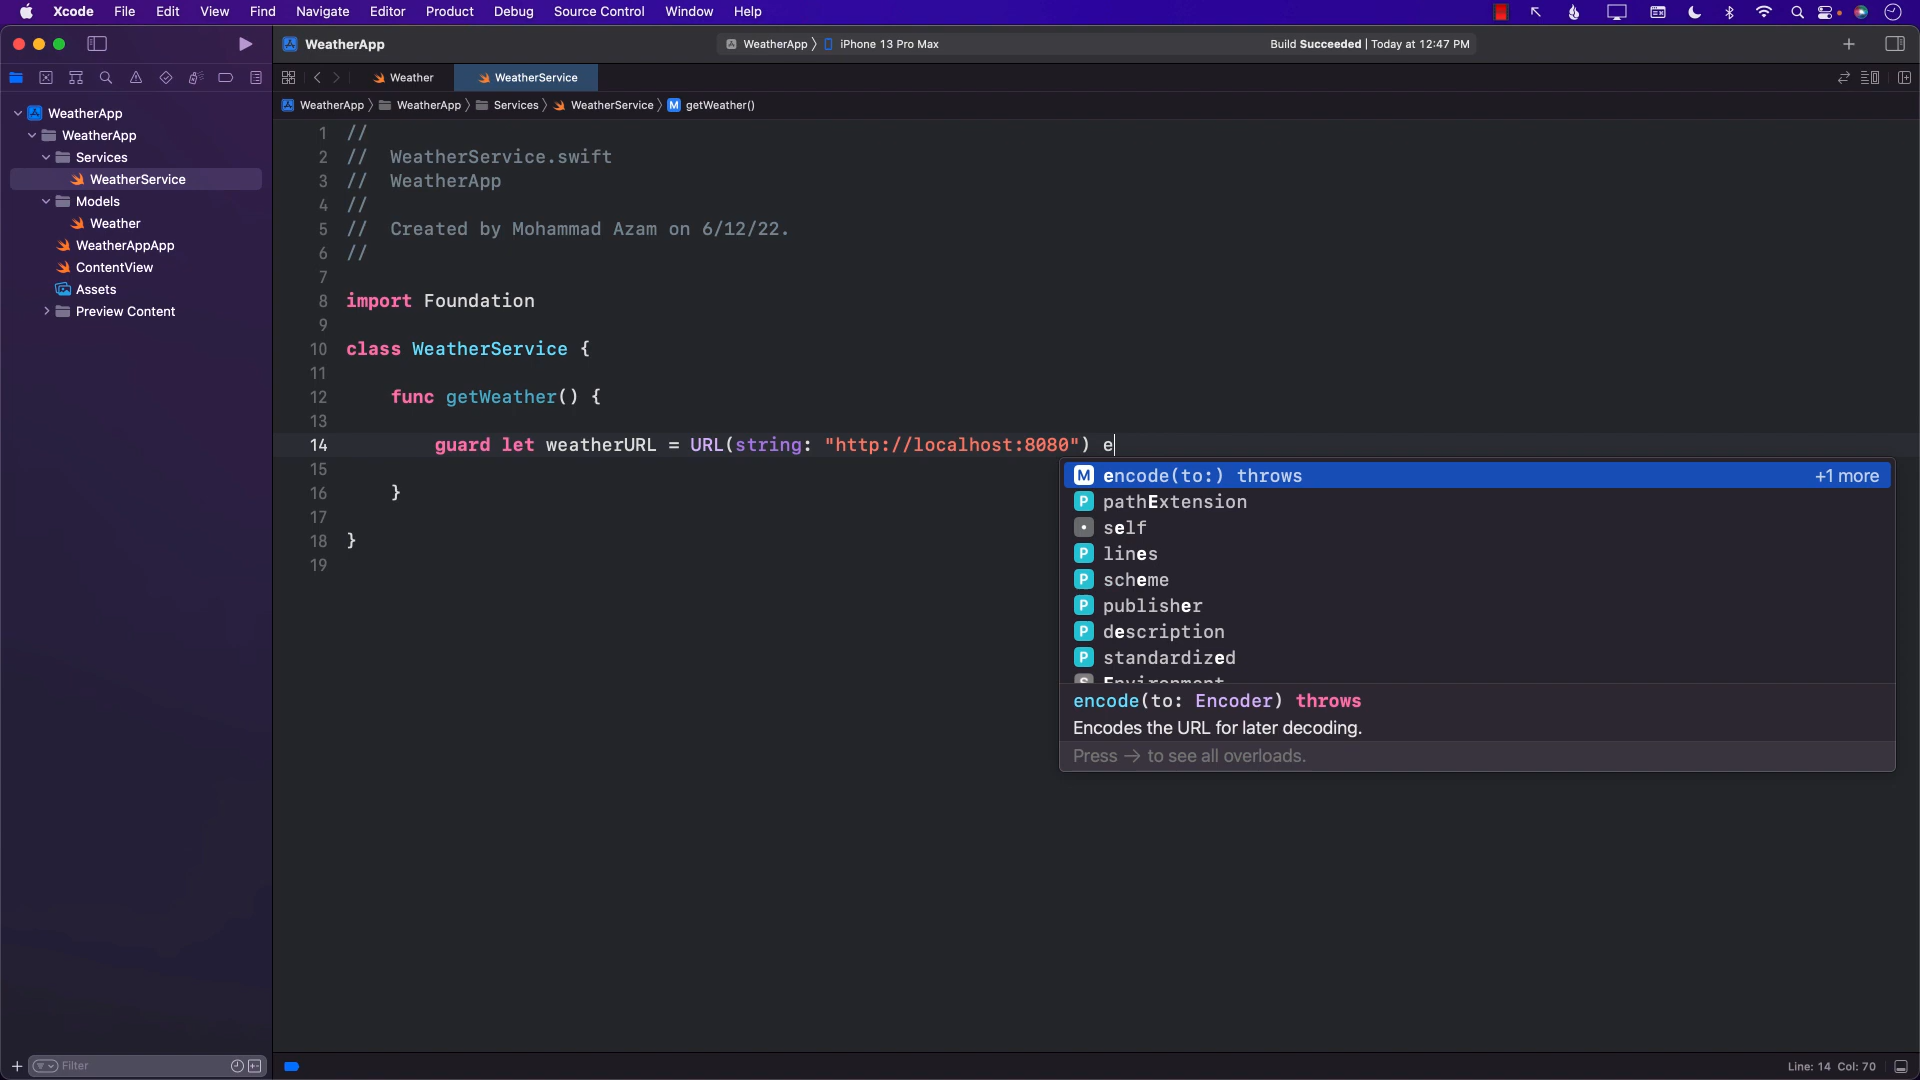 Xcode File Edit View Find Navigate Editor Product Debug Source Control Window Help
WeatherApp WeatherApp iPhone 13 Pro Max Build Succeeded | Today at 12:47 PM
Weather WeatherService
WeatherApp WeatherApp Services WeatherService M getWeather()
WeatherApp
WeatherApp
Services
WeatherService
Models
Weather
WeatherAppApp
ContentView
Assets
Preview Content
1 //
2 //  WeatherService.swift
3 //  WeatherApp
4 //
5 //  Created by Mohammad Azam on 6/12/22.
6 //
7
8 import Foundation
9
10 class WeatherService {
11
12     func getWeather() {
13
14         guard let weatherURL = URL(string: "http://localhost:8080") e
15
16     }
17
18 }
19
M encode(to:) throws +1 more
P pathExtension
self
P lines
P scheme
P publisher
P description
P standardized
S Environment
encode(to: Encoder) throws
Encodes the URL for later decoding.
Press → to see all overloads.
Filter
Line: 14 Col: 70